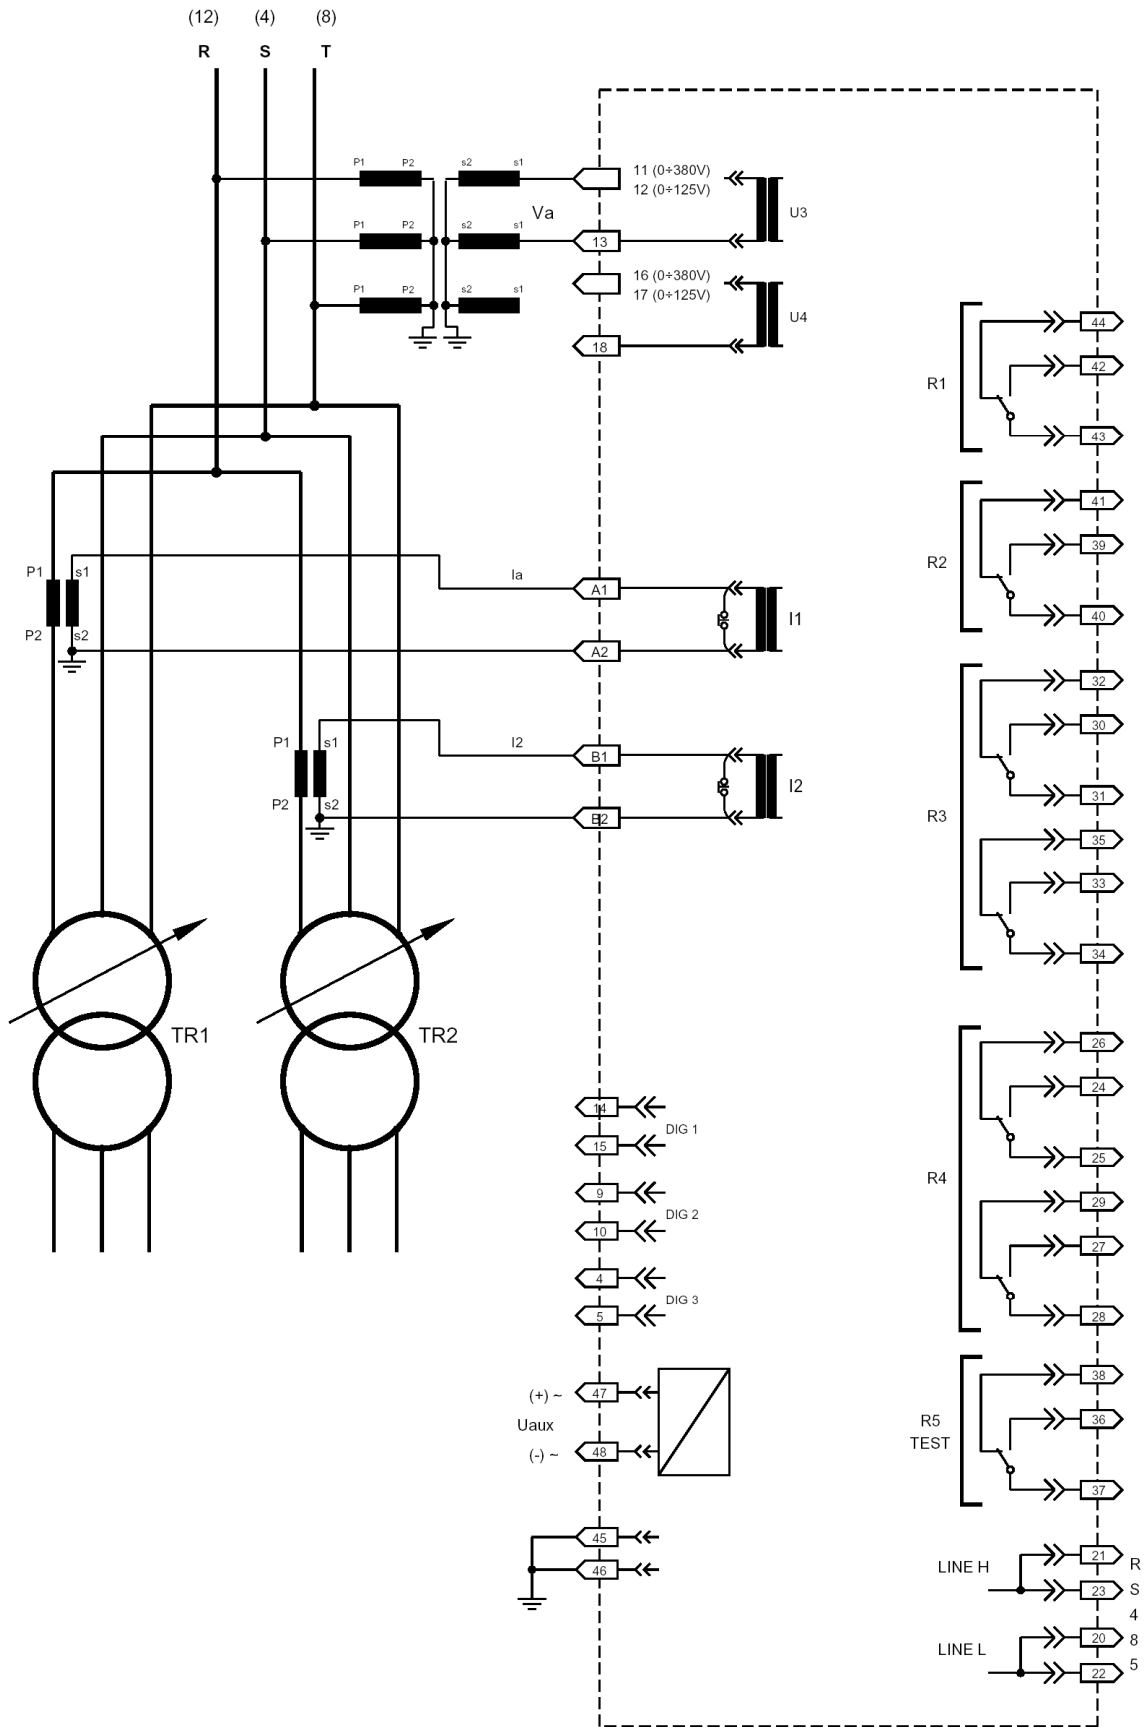 (12) (4) (8)
R S T
P1 P2 s2 s1
11 (0÷380V)
12 (0÷125V)
U3
Va
P1 P2 s2 s1
13
16 (0÷380V)
17 (0÷125V)
U4
P1 P2 s2 s1
18
44
42
R1
43
41
39
R2
40
P1 s1
Ia
A1
I1
P2 s2
A2
32
30
31
R3
35
33
34
P1 s1
I2
B1
I2
P2 s2
B2
TR1
TR2
26
24
25
R4
29
27
28
14
DIG 1
15
9
DIG 2
10
4
DIG 3
5
(+) ~
47
Uaux
(-) ~
48
38
36
R5
TEST
37
45
46
LINE H
21
23
LINE L
20
22
R
S
4
8
5